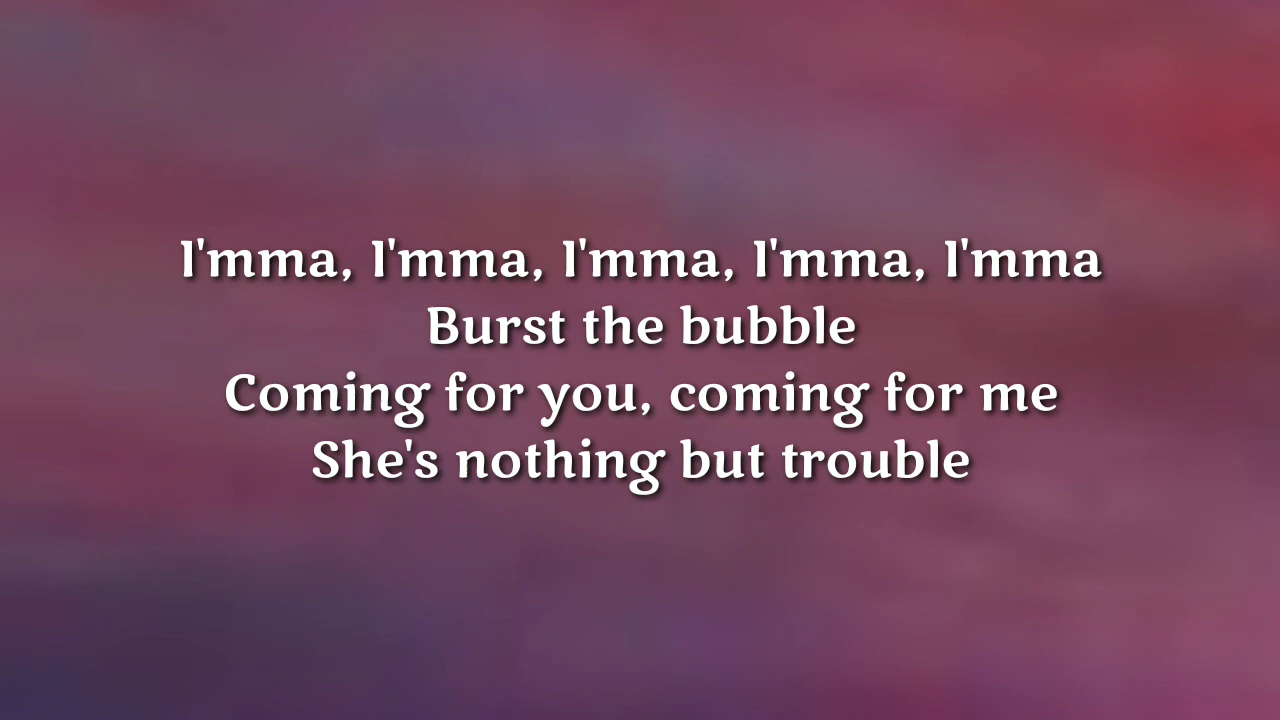 I'mma, I'mma, I'mma, I'mma, I'mma
Burst the bubble
Coming for you, coming for me
She's nothing but trouble